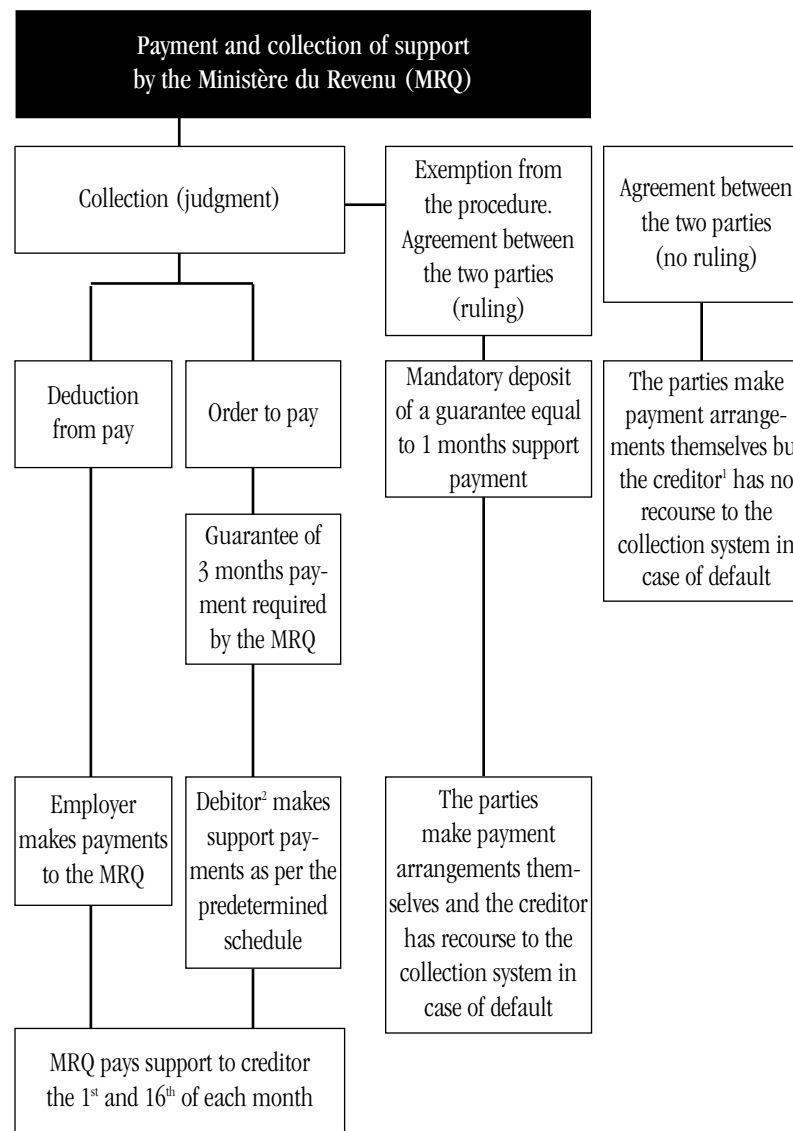 Payment and collection of support
by the Ministère du Revenu (MRQ)
Collection (judgment)
Exemption from
the procedure.
Agreement between
the two parties
(ruling)
Agreement between
the two parties
(no ruling)
Deduction
from pay
Order to pay
Mandatory deposit
of a guarantee equal
to 1 months support
payment
The parties make
payment arrange-
ments themselves bu
the creditor¹ has no
recourse to the
collection system in
case of default
Guarantee of
3 months pay-
ment required
by the MRQ
Employer
makes payments
to the MRQ
Debitor² makes
support pay-
ments as per the
predetermined
schedule
The parties
make payment
arrangements them-
selves and the creditor
has recourse to the
collection system in
case of default
MRQ pays support to creditor
the 1st and 16th of each month